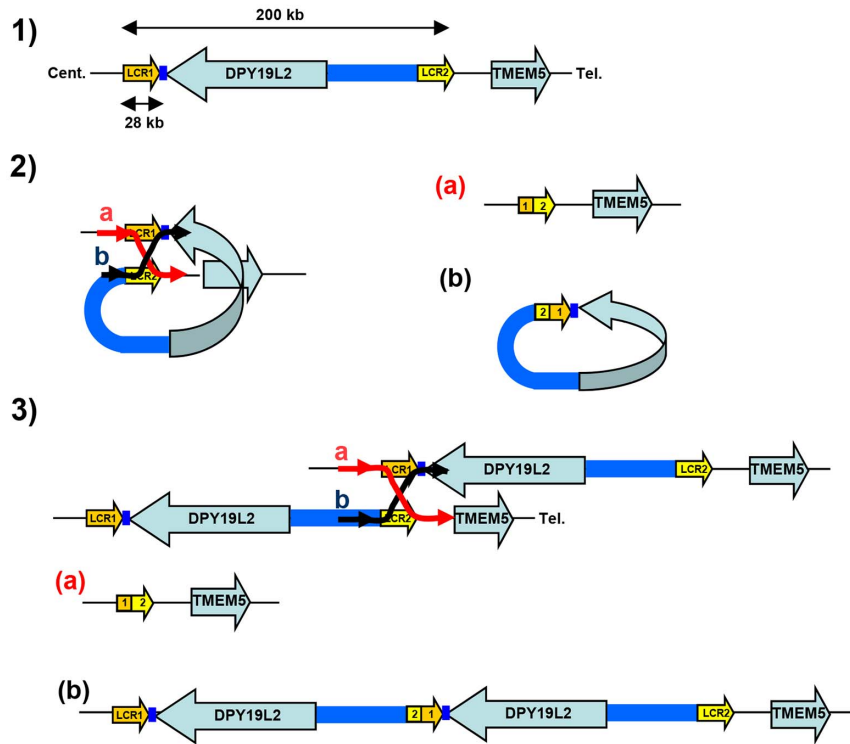 1)
200 kb
Cent.
LCR1
DPY19L2
LCR2
TMEM5
Tel.
28 kb
2)
a
LCR1
b
LCR2
(a)
1 2
TMEM5
(b)
2 1
3)
a
LCR1
DPY19L2
LCR2
TMEM5
LCR1
DPY19L2
b
LCR2
TMEM5
Tel.
(a)
1 2
TMEM5
(b)
LCR1
DPY19L2
2 1
DPY19L2
LCR2
TMEM5